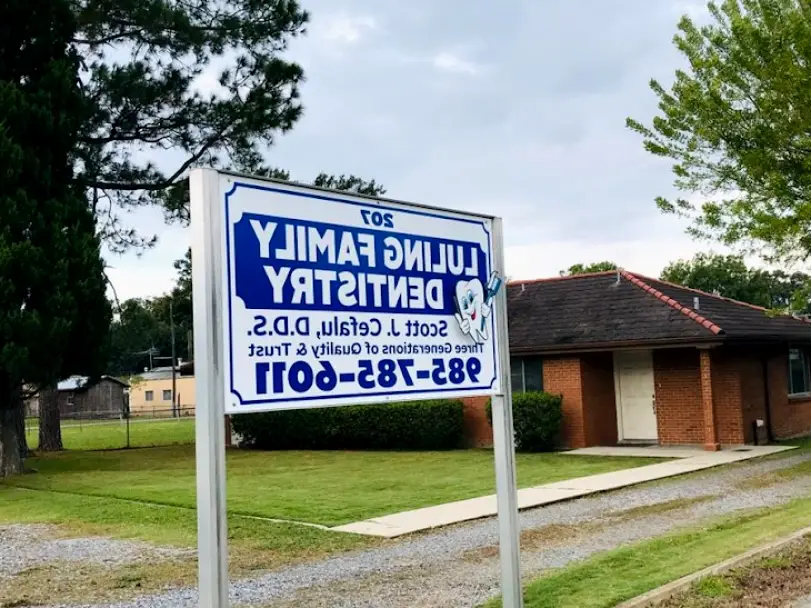 207
LULING FAMILY
DENTISTRY
Scott J. Cefalu, D.D.S.
Three Generations of Quality & Trust
985-785-6011